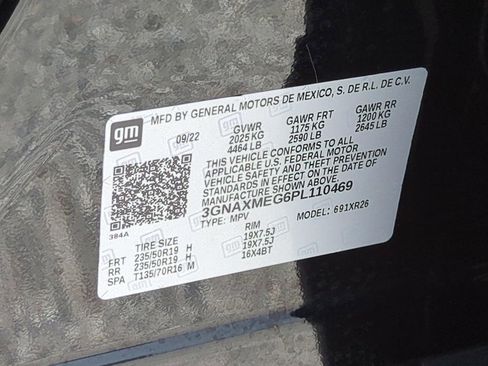 gm
MFD BY GENERAL MOTORS DE MEXICO, S. DE R.L. DE C.V.
09/22 GVWR GAWR FRT GAWR RR
2025 KG 1175 KG 1200 KG
4464 LB 2590 LB 2645 LB
THIS VEHICLE CONFORMS TO ALL
APPLICABLE U.S. FEDERAL MOTOR
VEHICLE SAFETY AND THEFT PREVENTION
STANDARDS IN EFFECT ON THE DATE OF
MANUFACTURE SHOWN ABOVE.
3GNAXMEG6PL110469
384A TYPE: MPV MODEL: 691XR26
TIRE SIZE RIM
FRT 235/50R19 H 19X7.5J
RR 235/50R19 H 19X7.5J
SPA T135/70R16 M 16X4BT